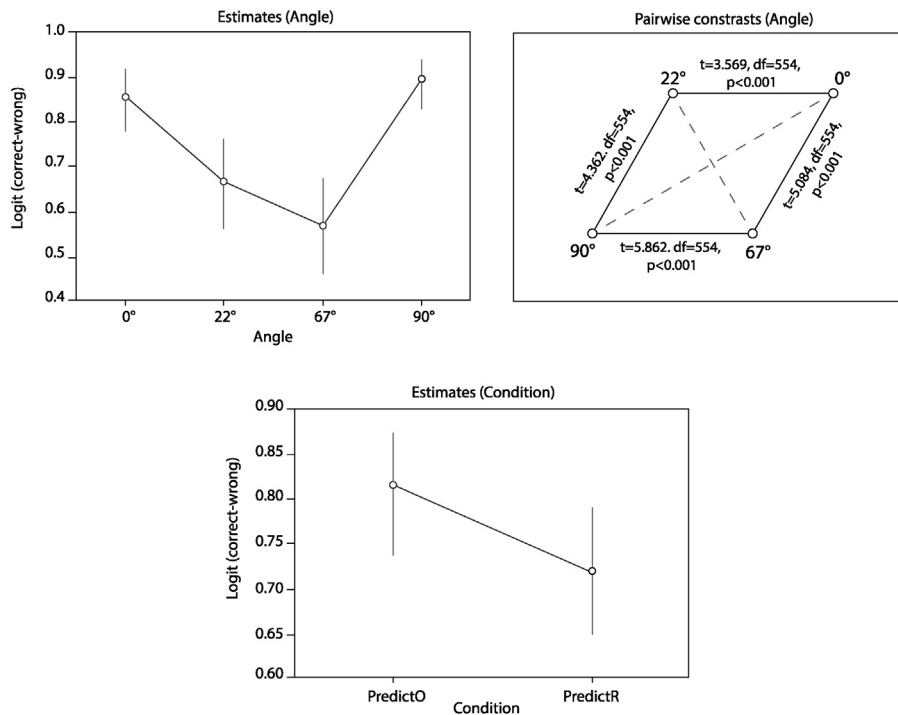 Estimates (Angle)
1.0
0.9
0.8
0.7
0.6
0.5
0.4
Logit (correct-wrong)
0°
22°
67°
90°
Angle
Pairwise constrasts (Angle)
22°
t=3.569, df=554,
p<0.001
0°
t=4.362. df=554,
p<0.001
t=5.084, df=554,
p<0.001
90°
t=5.862. df=554,
p<0.001
67°
Estimates (Condition)
0.90
0.85
0.80
0.75
0.70
0.65
0.60
Logit (correct-wrong)
PredictO
PredictR
Condition